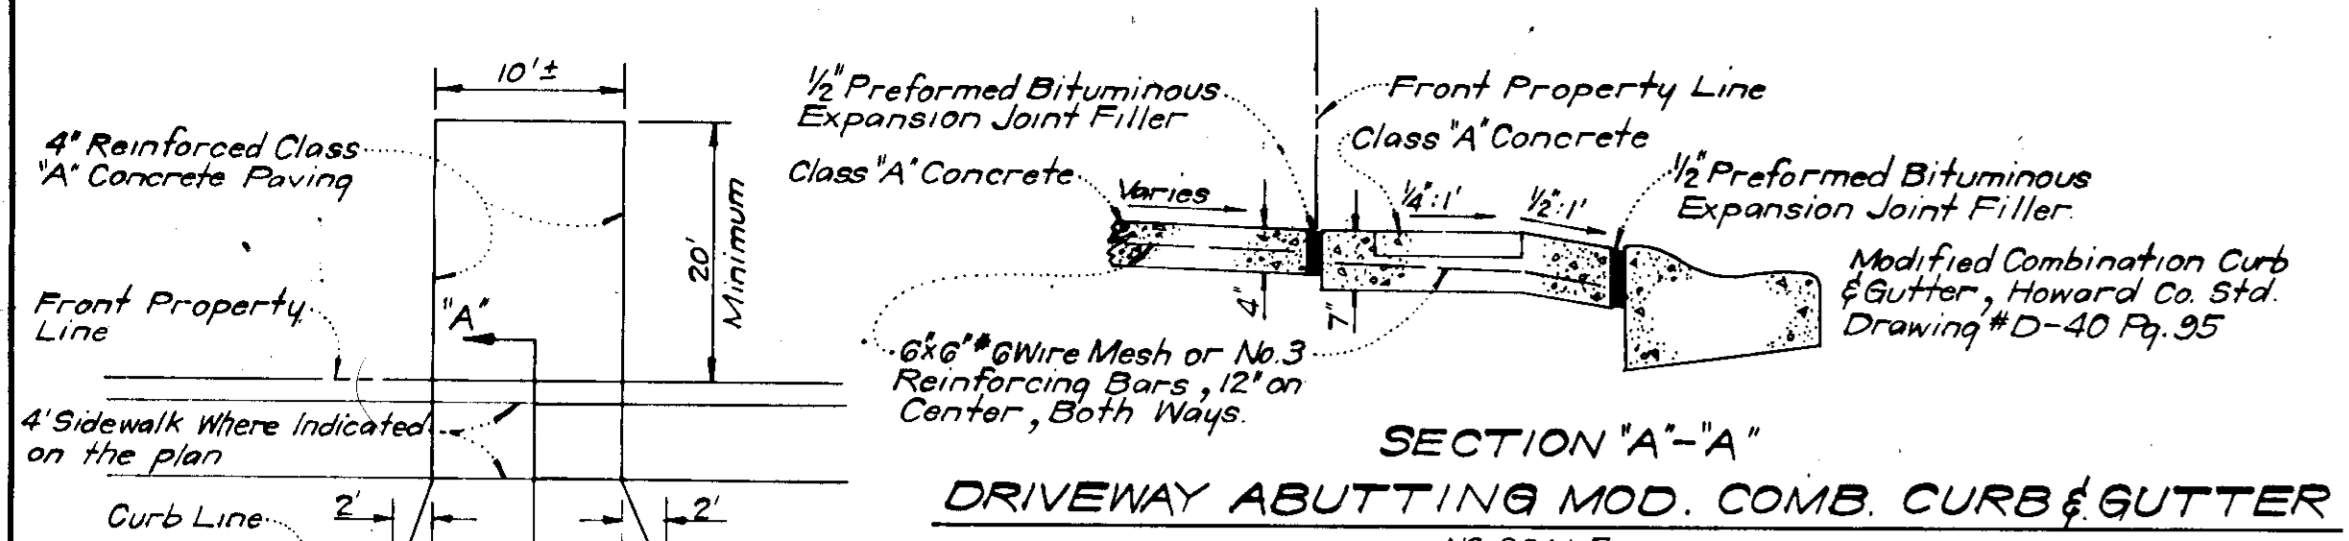 10'±
4" Reinforced Class
"A" Concrete Paving
20'
Minimum
Front Property
Line
"A"
4' Sidewalk Where Indicated
on the plan
Curb Line
2'
2'
1/2" Preformed Bituminous
Expansion Joint Filler
Class "A" Concrete
Varies
Front Property Line
Class "A" Concrete
1/4":1'
1/2":1'
1/2" Preformed Bituminous
Expansion Joint Filler
4"
7"
Modified Combination Curb
& Gutter, Howard Co. Std.
Drawing #D-40 Pg. 95
6"x6" #6 Wire Mesh or No. 3
Reinforcing Bars, 12" on
Center, Both Ways.
SECTION "A"-"A"
DRIVEWAY ABUTTING MOD. COMB. CURB & GUTTER